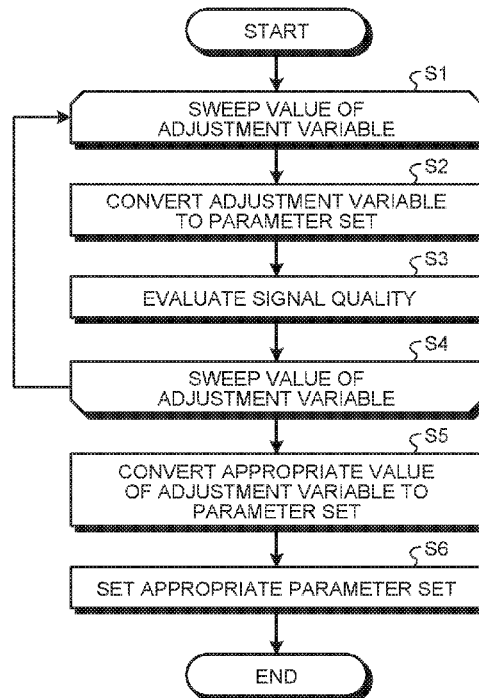 START
S1
SWEEP VALUE OF
ADJUSTMENT VARIABLE
S2
CONVERT ADJUSTMENT VARIABLE
TO PARAMETER SET
S3
EVALUATE SIGNAL QUALITY
S4
SWEEP VALUE OF
ADJUSTMENT VARIABLE
S5
CONVERT APPROPRIATE VALUE
OF ADJUSTMENT VARIABLE TO
PARAMETER SET
S6
SET APPROPRIATE PARAMETER SET
END